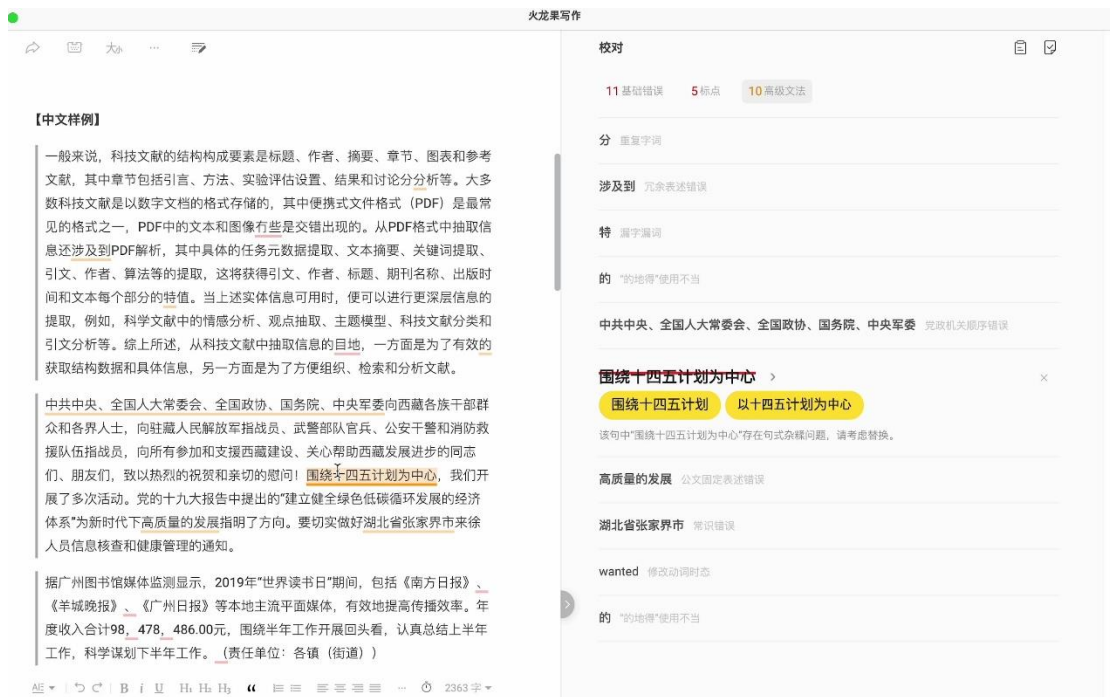 火龙果写作
大小
校对
11 基础错误 5 标点 10 高级文法
【中文样例】
一般来说，科技文献的结构构成要素是标题、作者、摘要、章节、图表和参考
文献，其中章节包括引言、方法、实验评估设置、结果和讨论分分析等。大多
数科技文献是以数字文档的格式存储的，其中便携式文件格式（PDF）是最常
见的格式之一，PDF中的文本和图像冇些是交错出现的。从PDF格式中抽取信
息还涉及到PDF解析，其中具体的任务元数据提取、文本摘要、关键词提取、
引文、作者、算法等的提取，这将获得引文、作者、标题、期刊名称、出版时
间和文本每个部分的特值。当上述实体信息可用时，便可以进行更深层信息的
提取，例如，科学文献中的情感分析、观点抽取、主题模型、科技文献分类和
引文分析等。综上所述，从科技文献中抽取信息的目地，一方面是为了有效的
获取结构数据和具体信息，另一方面是为了方便组织、检索和分析文献。
中共中央、全国人大常委会、全国政协、国务院、中央军委向西藏各族干部群
众和各界人士，向驻藏人民解放军指战员、武警部队官兵、公安干警和消防救
援队伍指战员，向所有参加和支援西藏建设、关心帮助西藏发展进步的同志
们、朋友们，致以热烈的祝贺和亲切的慰问！围绕十四五计划为中心，我们开
展了多次活动。党的十九大报告中提出的“建立健全绿色低碳循环发展的经济
体系”为新时代下高质量的发展指明了方向。要切实做好湖北省张家界市来徐
人员信息核查和健康管理的通知。
据广州图书馆媒体监测显示，2019年“世界读书日”期间，包括《南方日报》、
《羊城晚报》、《广州日报》等本地主流平面媒体，有效地提高传播效率。年
度收入合计98，478，486.00元，围绕半年工作开展回头看，认真总结上半年
工作，科学谋划下半年工作。（责任单位：各镇（街道））
AE B i U H₁ H₂ H₃ 2363 字
分 重复字词
涉及到 冗余表述错误
特 漏字漏词
的 “的地得”使用不当
中共中央、全国人大常委会、全国政协、国务院、中央军委 党政机关顺序错误
围绕十四五计划为中心
围绕十四五计划 以十四五计划为中心
该句中“围绕十四五计划为中心”存在句式杂糅问题，请考虑替换。
高质量的发展 公文固定表述错误
湖北省张家界市 常识错误
wanted 修改动词时态
的 “的地得”使用不当